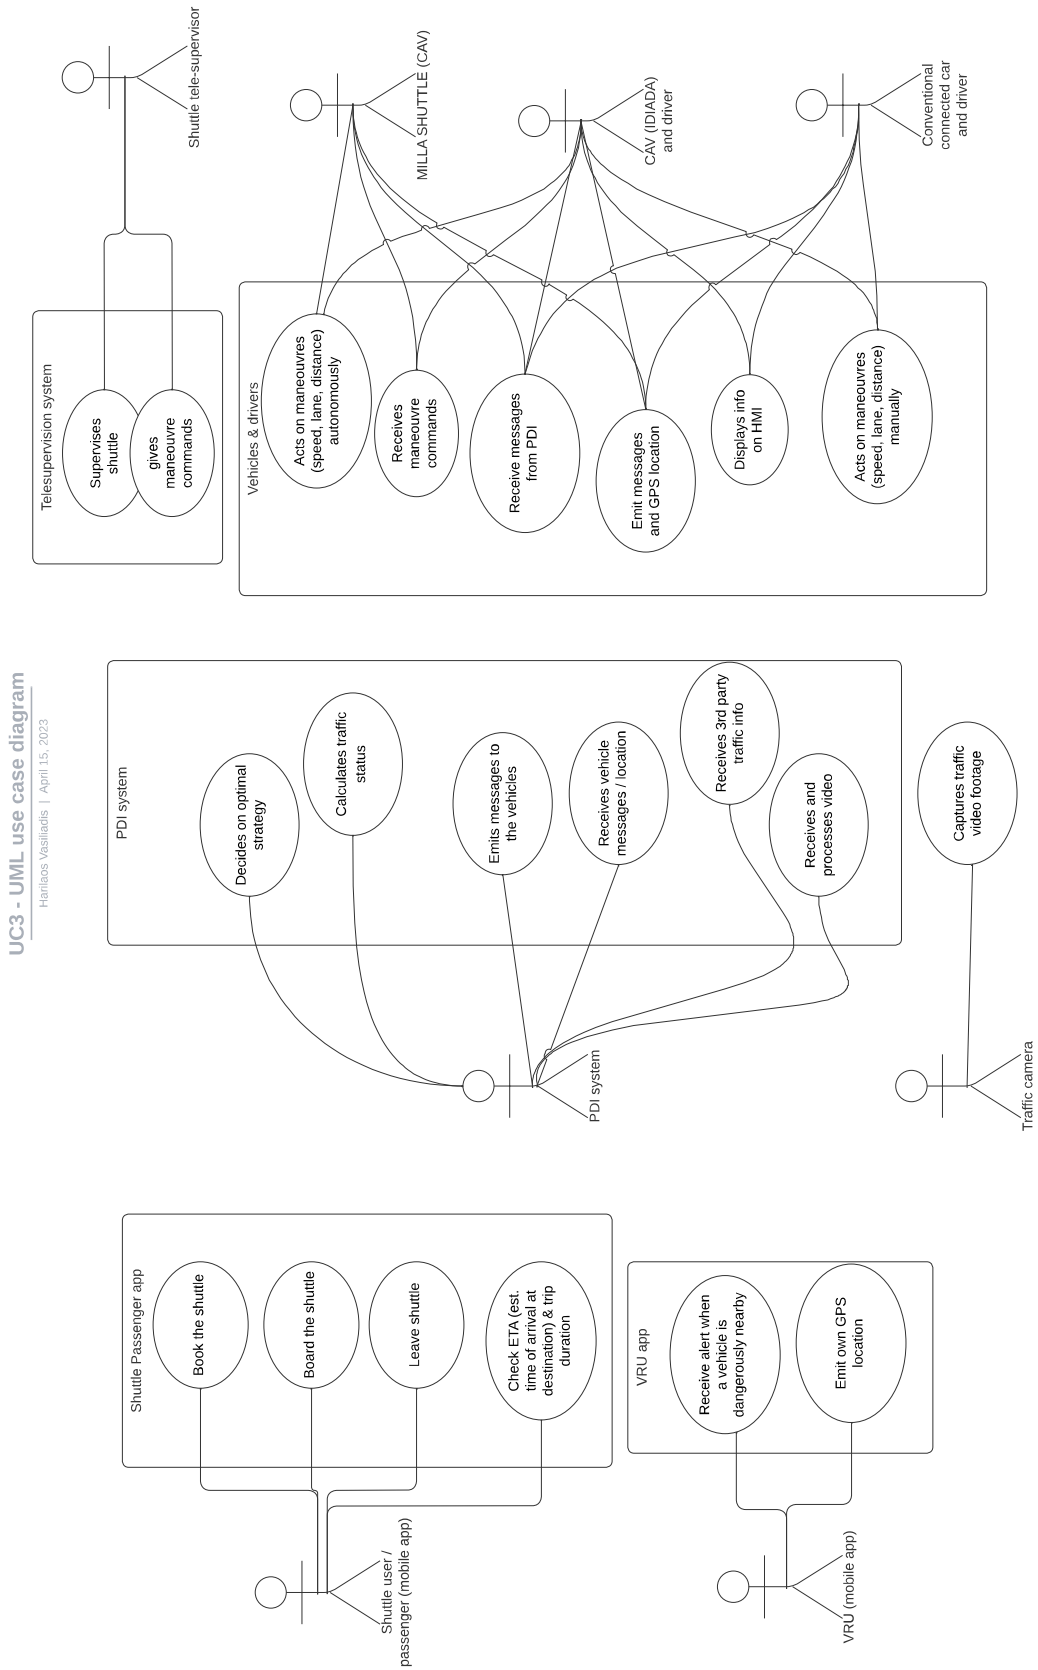 UC3 - UML use case diagram
Harilaos Vasiliadis | April 15, 2023
Shuttle Passenger app
Book the shuttle
Board the shuttle
Leave shuttle
Check ETA (est.
time of arrival at
destination) & trip
duration
Shuttle user /
passenger (mobile app)
VRU app
Receive alert when
a vehicle is
dangerously nearby
Emit own GPS
location
VRU (mobile app)
PDI system
Decides on optimal
strategy
Calculates traffic
status
Emits messages to
the vehicles
Receives vehicle
messages / location
Receives 3rd party
traffic info
Receives and
processes video
PDI system
Captures traffic
video footage
Traffic camera
Telesupervision system
Supervises
shuttle
gives
maneouvre
commands
Shuttle tele-supervisor
Vehicles & drivers
Acts on maneouvres
(speed, lane, distance)
autonomously
Receives
maneouvre
commands
Receive messages
from PDI
Emit messages
and GPS location
Displays info
on HMI
Acts on maneouvres
(speed, lane, distance)
manually
MILLA SHUTTLE (CAV)
CAV (IDIADA)
and driver
Conventional
connected car
and driver